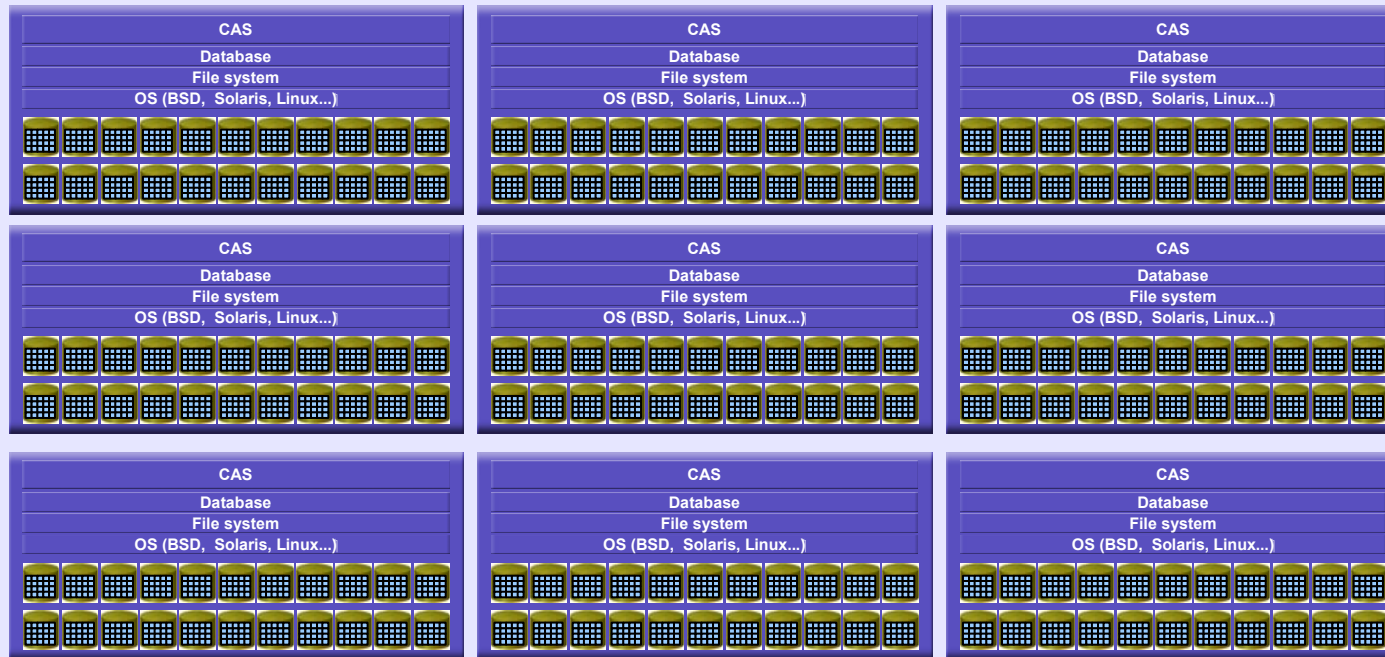 CAS CAS CAS
Database Database Database
File system File system File system
OS (BSD, Solaris, Linux...) OS (BSD, Solaris, Linux...) OS (BSD, Solaris, Linux...)
CAS CAS CAS
Database Database Database
File system File system File system
OS (BSD, Solaris, Linux...) OS (BSD, Solaris, Linux...) OS (BSD, Solaris, Linux...)
CAS CAS CAS
Database Database Database
File system File system File system
OS (BSD, Solaris, Linux...) OS (BSD, Solaris, Linux...) OS (BSD, Solaris, Linux...)